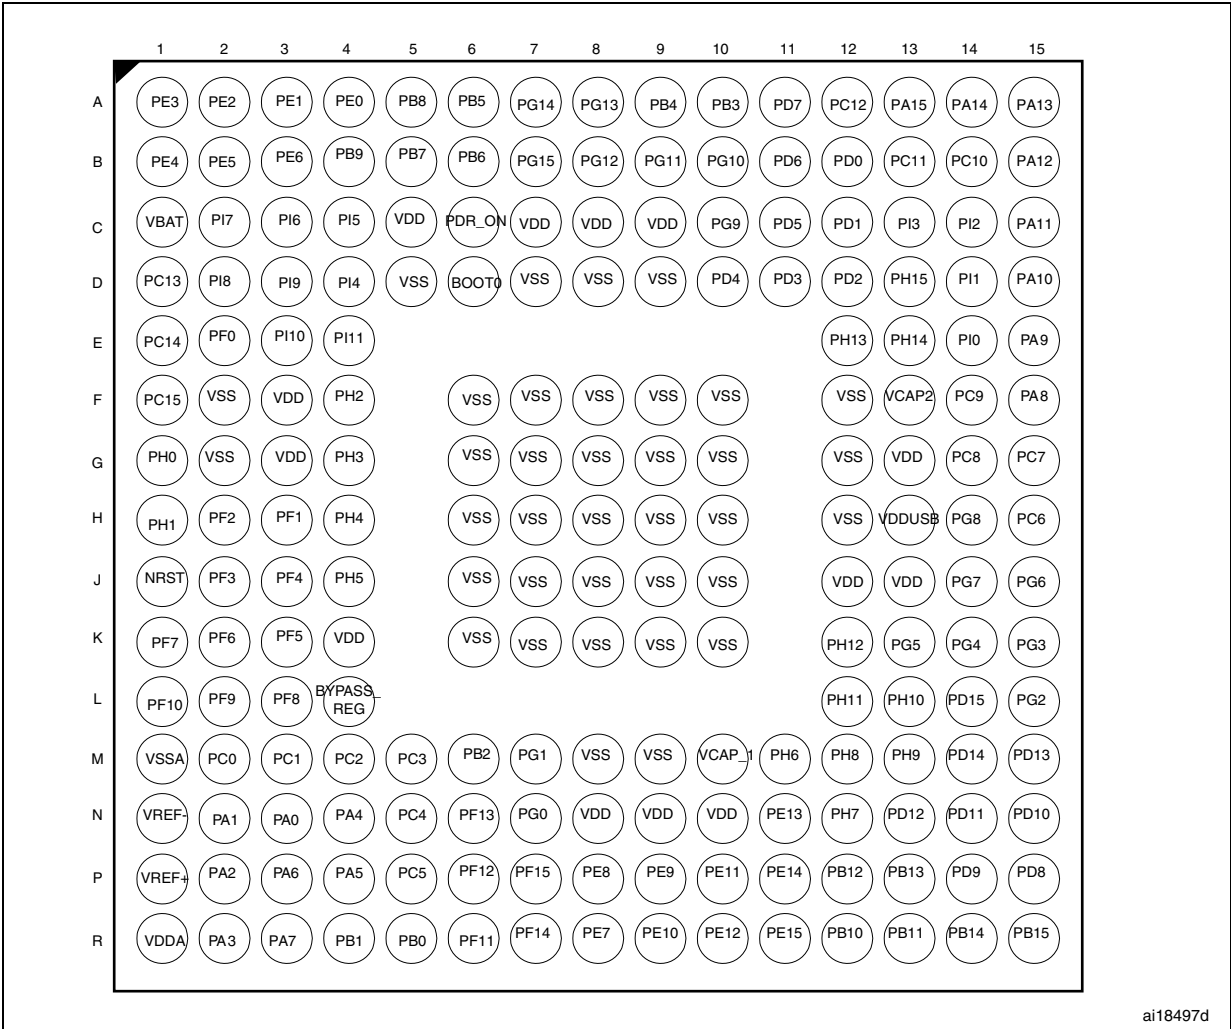 1 2 3 4 5 6 7 8 9 10 11 12 13 14 15
A PE3 PE2 PE1 PE0 PB8 PB5 PG14 PG13 PB4 PB3 PD7 PC12 PA15 PA14 PA13
B PE4 PE5 PE6 PB9 PB7 PB6 PG15 PG12 PG11 PG10 PD6 PD0 PC11 PC10 PA12
C VBAT PI7 PI6 PI5 VDD PDR_ON VDD VDD VDD PG9 PD5 PD1 PI3 PI2 PA11
D PC13 PI8 PI9 PI4 VSS BOOT0 VSS VSS VSS PD4 PD3 PD2 PH15 PI1 PA10
E PC14 PF0 PI10 PI11 PH13 PH14 PI0 PA9
F PC15 VSS VDD PH2 VSS VSS VSS VSS VSS VSS VCAP2 PC9 PA8
G PH0 VSS VDD PH3 VSS VSS VSS VSS VSS VSS VDD PC8 PC7
H PH1 PF2 PF1 PH4 VSS VSS VSS VSS VSS VSS VDDUSB PG8 PC6
J NRST PF3 PF4 PH5 VSS VSS VSS VSS VSS VDD VDD PG7 PG6
K PF7 PF6 PF5 VDD VSS VSS VSS VSS VSS PH12 PG5 PG4 PG3
L PF10 PF9 PF8 BYPASS_ PH11 PH10 PD15 PG2
REG
M VSSA PC0 PC1 PC2 PC3 PB2 PG1 VSS VSS VCAP_1 PH6 PH8 PH9 PD14 PD13
N VREF- PA1 PA0 PA4 PC4 PF13 PG0 VDD VDD VDD PE13 PH7 PD12 PD11 PD10
P VREF+ PA2 PA6 PA5 PC5 PF12 PF15 PE8 PE9 PE11 PE14 PB12 PB13 PD9 PD8
R VDDA PA3 PA7 PB1 PB0 PF11 PF14 PE7 PE10 PE12 PE15 PB10 PB11 PB14 PB15
ai18497d